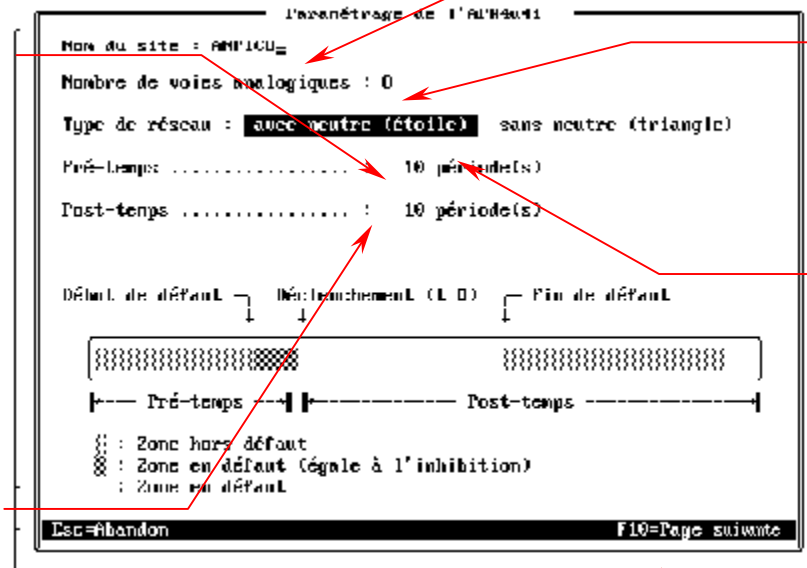 Paramétrage de l'
Nom du site :
Nombre de voies analogiques : 0
Type de réseau : avec neutre (étoile) sans neutre (triangle)
Pré-temps ................. 10 période(s)
Post-temps ................ : 10 période(s)
Début de défaut Déclenchement (t 0) Fin de défaut
Pré-temps Post-temps
: Zone hors défaut
: Zone en défaut (égale à l'inhibition)
: Zone en défaut
Esc=Abandon F10=Page suivante